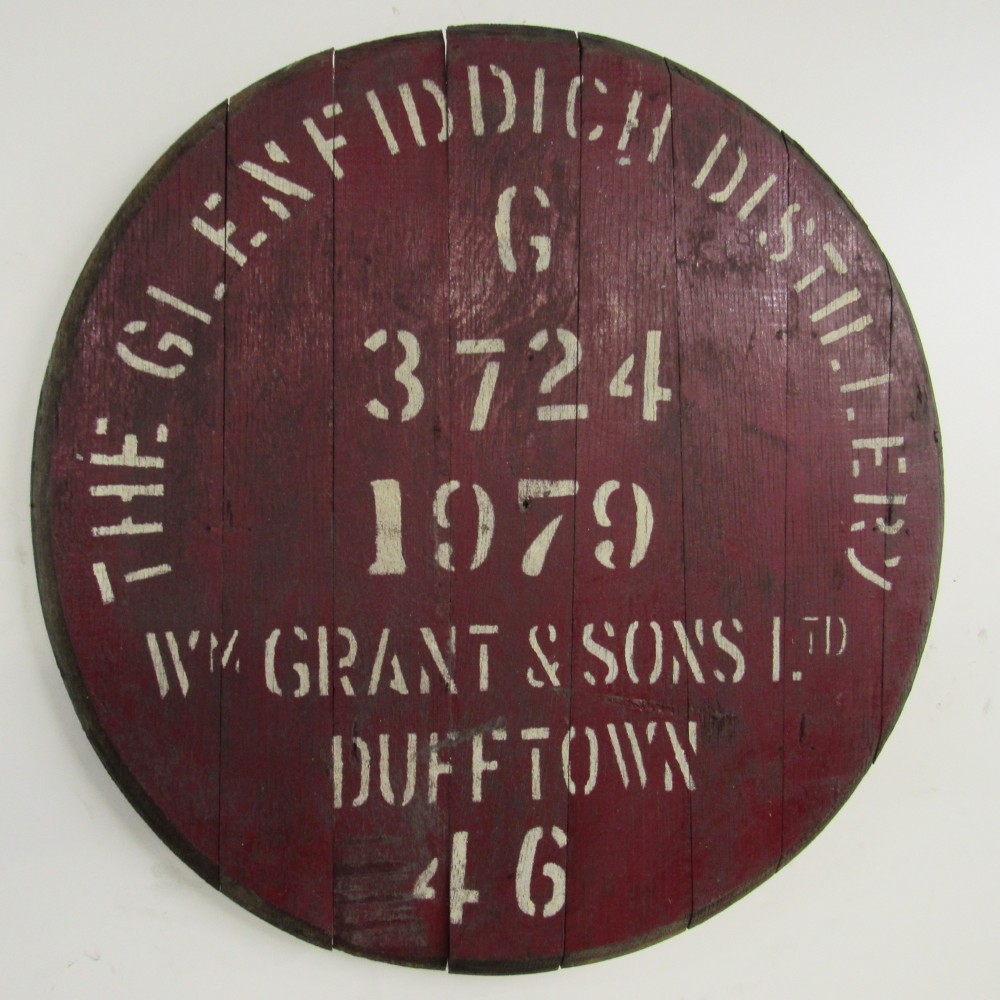 THE GLENFIDDICH DISTILLERY
G
3724
1979
WM GRANT & SONS LTD
DUFFTOWN
46